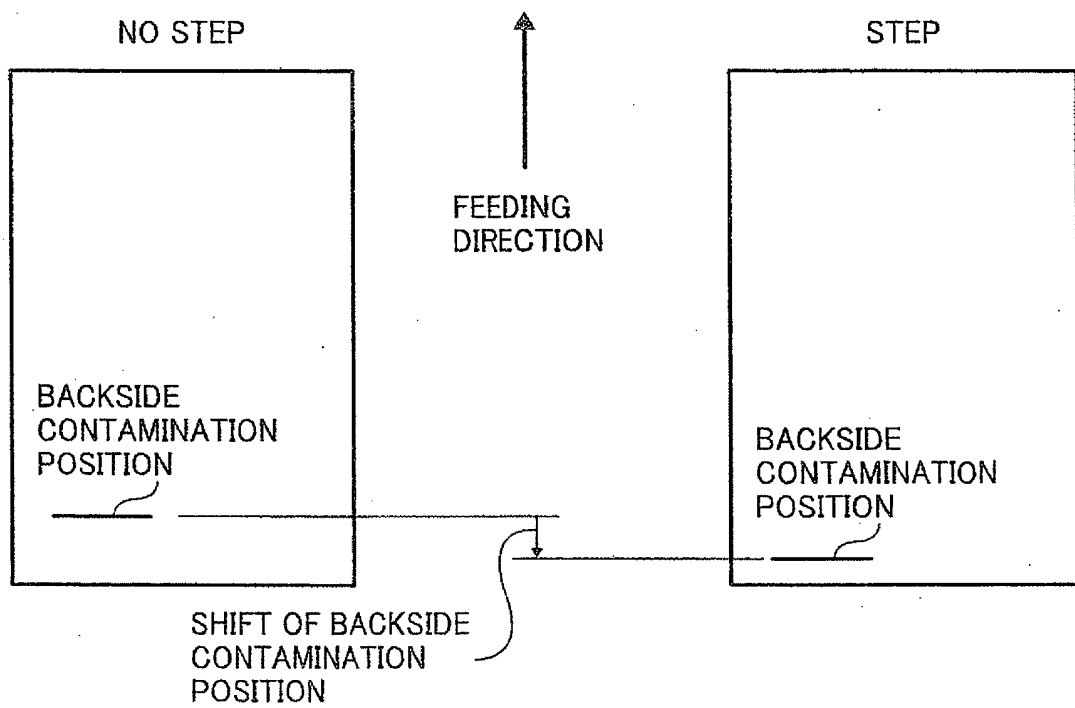 NO STEP
STEP
FEEDING
DIRECTION
BACKSIDE
CONTAMINATION
POSITION
BACKSIDE
CONTAMINATION
POSITION
SHIFT OF BACKSIDE
CONTAMINATION
POSITION